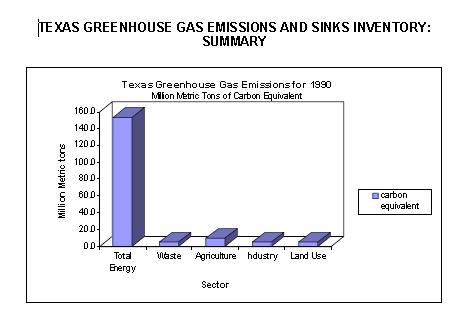 TEXAS GREENHOUSE GAS EMISSIONS AND SINKS INVENTORY:
SUMMARY
Texas Greenhouse Gas Emissions for 1990
Million Metric Tons of Carbon Equivalent
Million Metric tons
160.0
140.0
120.0
100.0
80.0
60.0
40.0
20.0
0.0
Total
Energy
Waste
Agriculture
Industry
Land Use
Sector
carbon
equivalent